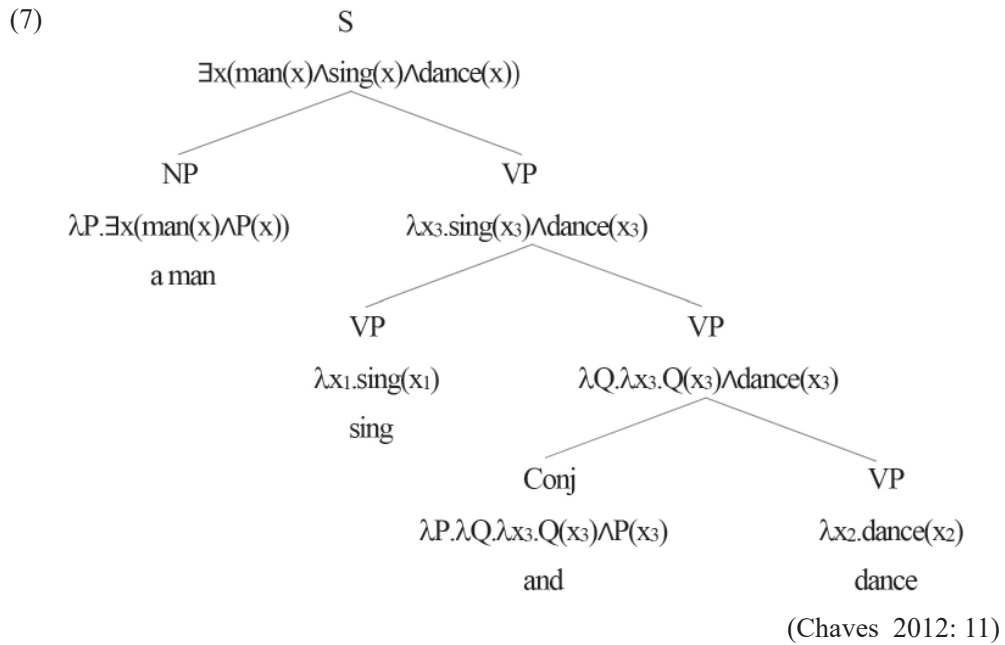 (7) S
∃x(man(x)∧sing(x)∧dance(x))
NP VP
λP.∃x(man(x)∧P(x)) λx₃.sing(x₃)∧dance(x₃)
a man
VP VP
λx₁.sing(x₁) λQ.λx₃.Q(x₃)∧dance(x₃)
sing
Conj VP
λP.λQ.λx₃.Q(x₃)∧P(x₃) λx₂.dance(x₂)
and dance
(Chaves 2012: 11)